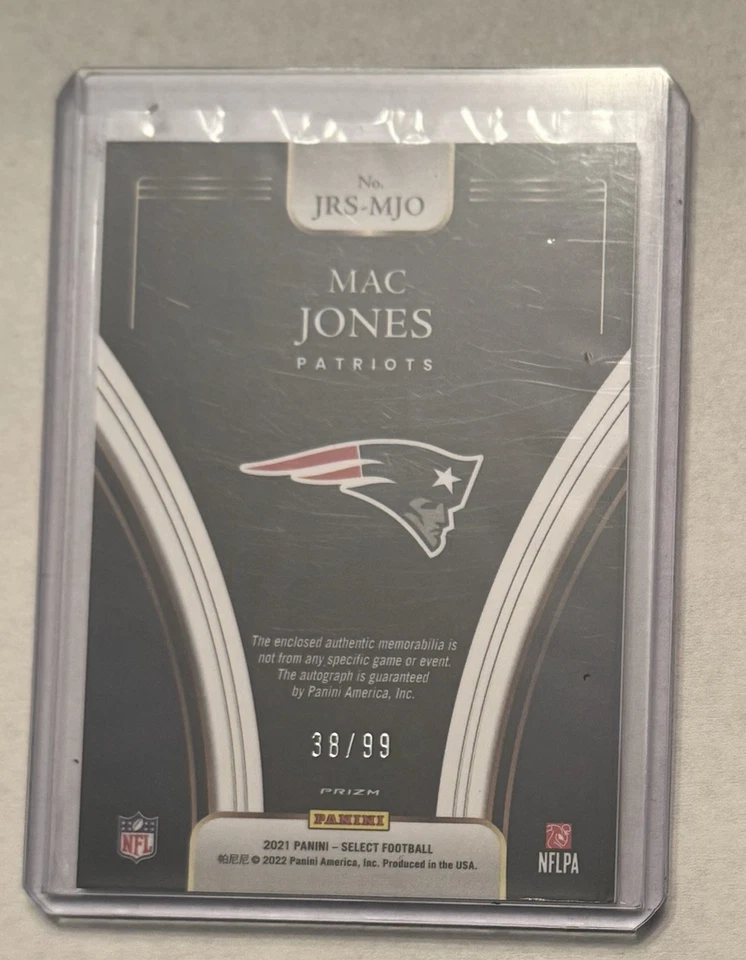 No.
JRS-MJO
MAC
JONES
PATRIOTS
The enclosed authentic memorabilia is
not from any specific game or event.
The autograph is guaranteed
by Panini America, Inc.
38/99
PRIZM
PANINI
2021 PANINI – SELECT FOOTBALL
帕尼尼 © 2022 Panini America, Inc. Produced in the USA.
NFL
NFLPA